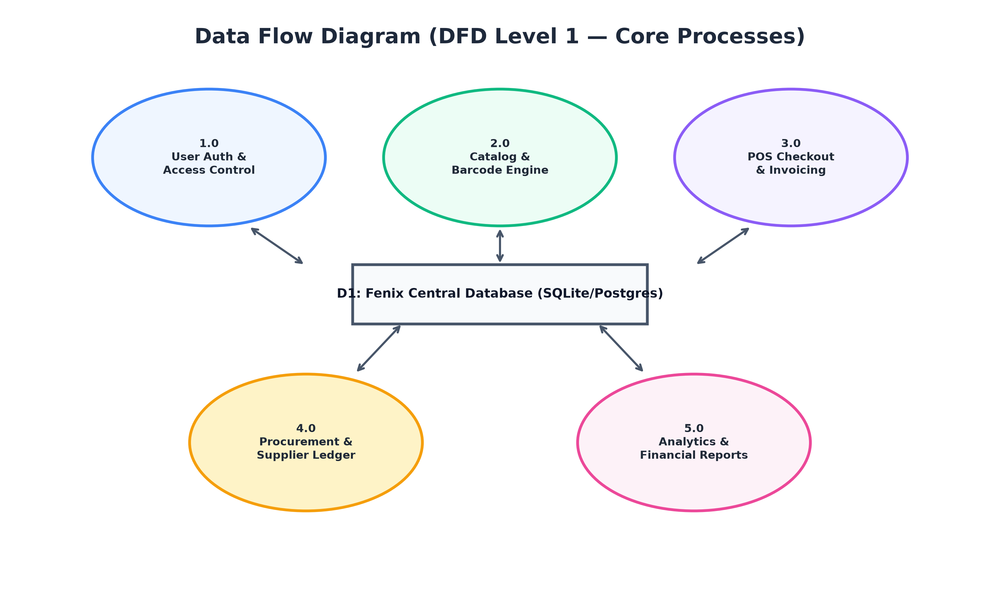 Data Flow Diagram (DFD Level 1 — Core Processes)
1.0
User Auth &
Access Control
2.0
Catalog &
Barcode Engine
3.0
POS Checkout
& Invoicing
D1: Fenix Central Database (SQLite/Postgres)
4.0
Procurement &
Supplier Ledger
5.0
Analytics &
Financial Reports